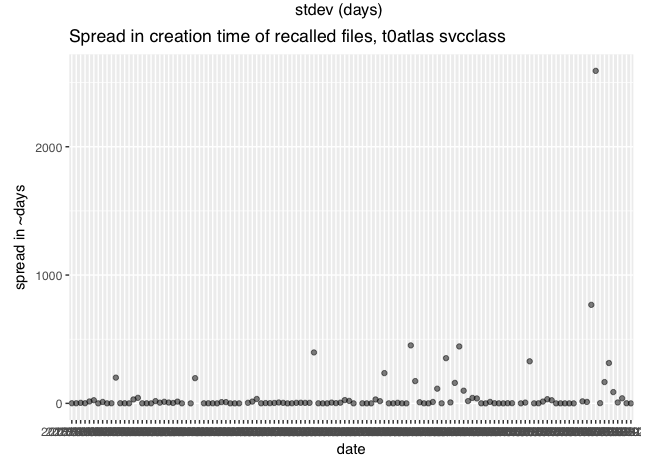 stdev (days)
Spread in creation time of recalled files, t0atlas svcclass
2000
1000
0
spread in ~days
date